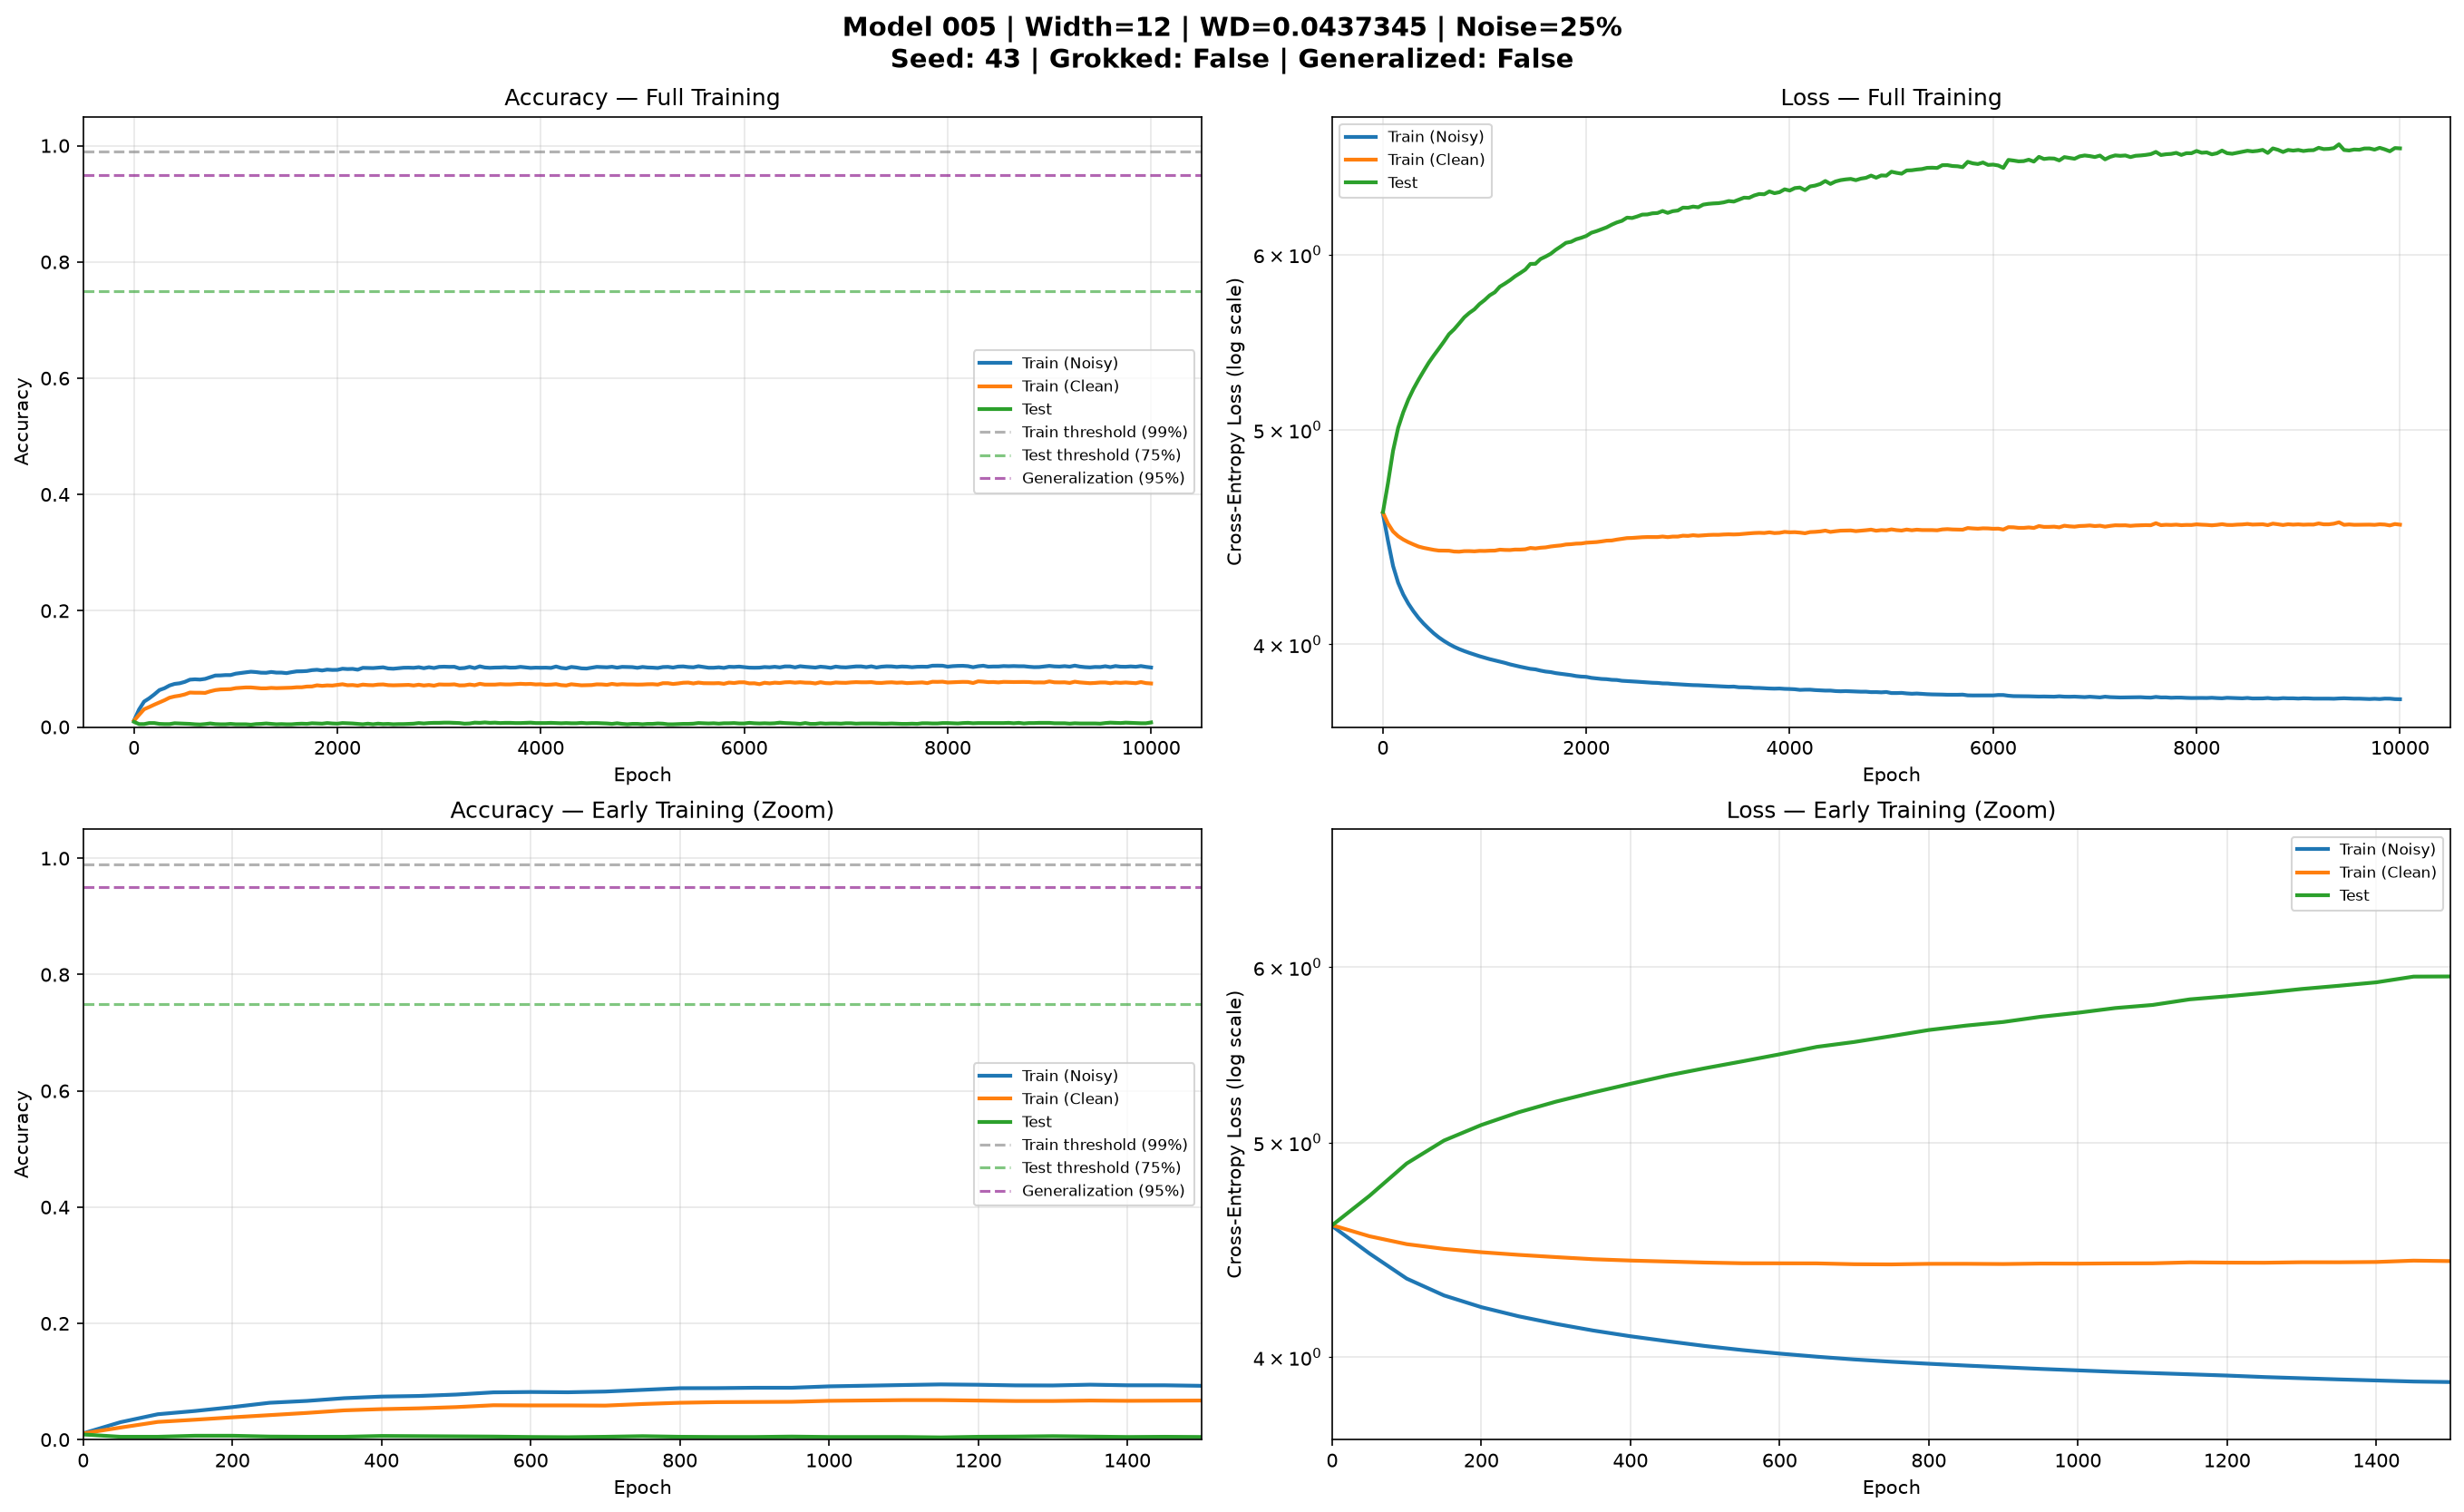 Model 005 | Width=12 | WD=0.0437345 | Noise=25%
Seed: 43 | Grokked: False | Generalized: False
Accuracy — Full Training
1.0
0.8
0.6
0.4
0.2
0.0
Accuracy
Train (Noisy)
Train (Clean)
Test
Train threshold (99%)
Test threshold (75%)
Generalization (95%)
0 2000 4000 6000 8000 10000
Epoch
Loss — Full Training
Train (Noisy)
Train (Clean)
Test
6 × 10⁰
5 × 10⁰
4 × 10⁰
Cross-Entropy Loss (log scale)
0 2000 4000 6000 8000 10000
Epoch
Accuracy — Early Training (Zoom)
1.0
0.8
0.6
0.4
0.2
0.0
Accuracy
Train (Noisy)
Train (Clean)
Test
Train threshold (99%)
Test threshold (75%)
Generalization (95%)
0 200 400 600 800 1000 1200 1400
Epoch
Loss — Early Training (Zoom)
Train (Noisy)
Train (Clean)
Test
6 × 10⁰
5 × 10⁰
4 × 10⁰
Cross-Entropy Loss (log scale)
0 200 400 600 800 1000 1200 1400
Epoch